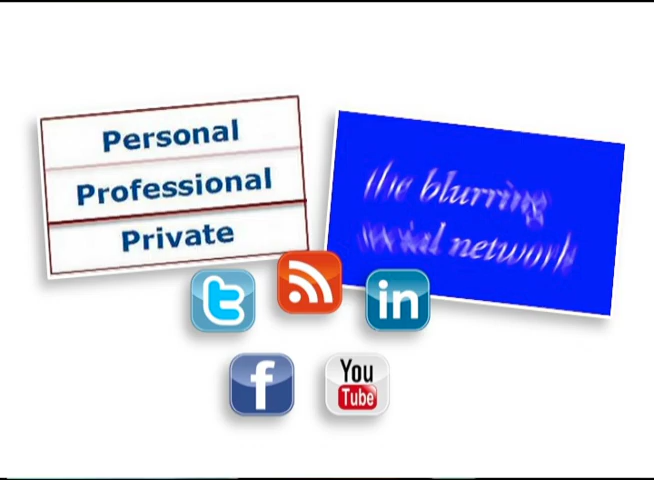 Personal
Professional
Private
the blurring
social network
in
f
You
Tube